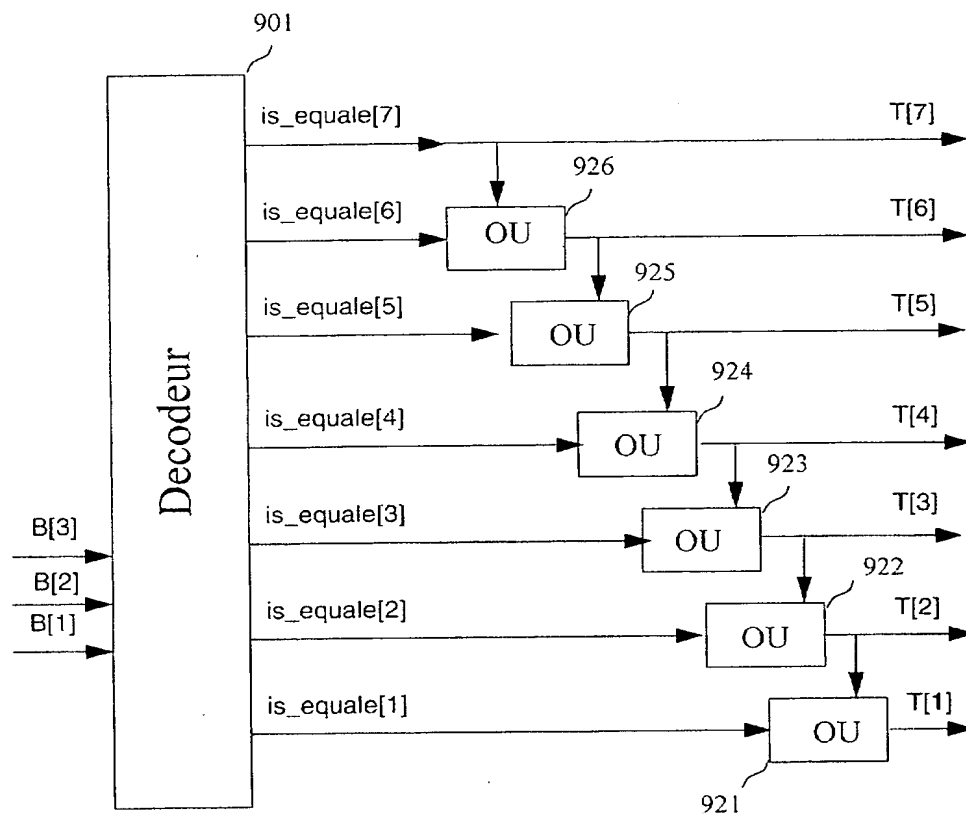 901
is_equale[7] T[7]
926
is_equale[6] OU T[6]
925
is_equale[5] OU T[5]
924
is_equale[4] OU T[4]
923
is_equale[3] OU T[3]
922
is_equale[2] OU T[2]
is_equale[1] OU T[1]
921
Decodeur
B[3]
B[2]
B[1]